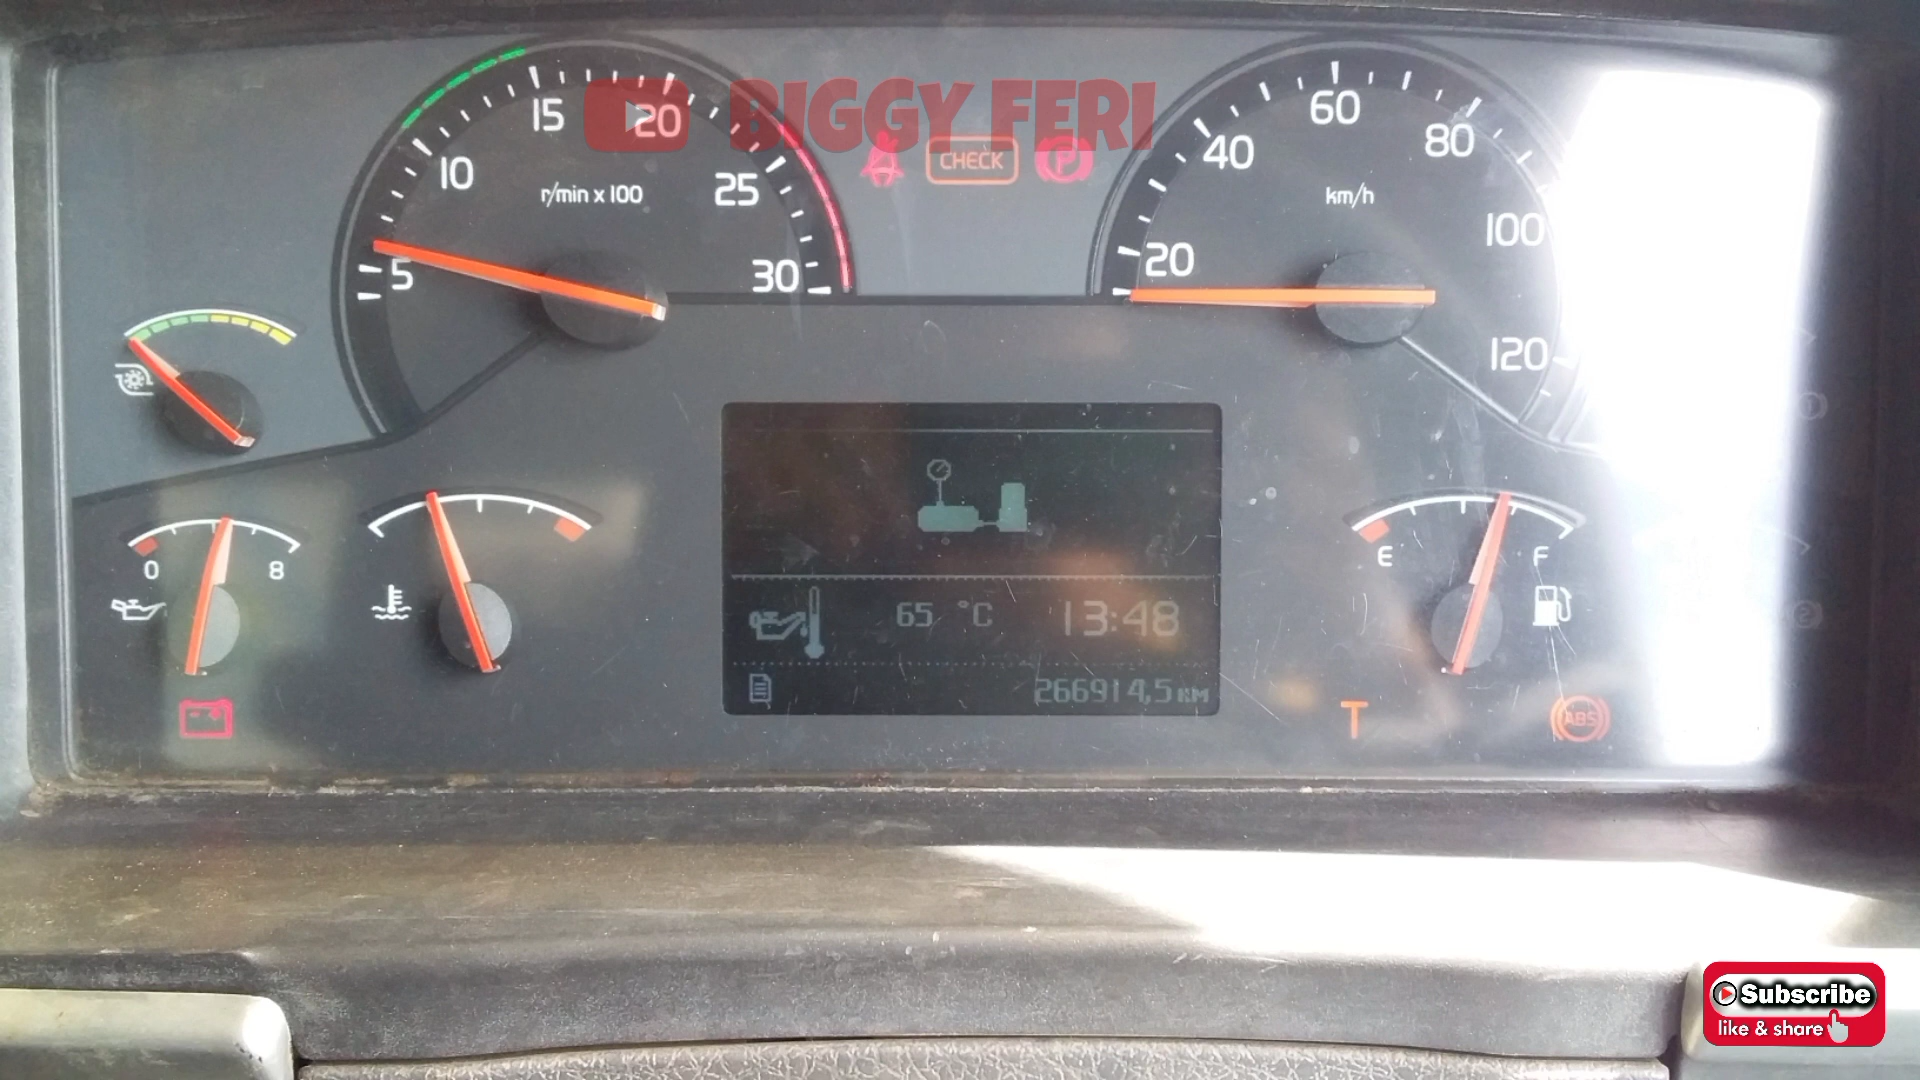 BIGGY FERI
15
20
10
25
5
30
r/min x 100
CHECK
P
60
40
80
20
100
120
km/h
0
8
65 °C
13:48
266914,5 KM
E
F
T
ABS
Subscribe
like & share